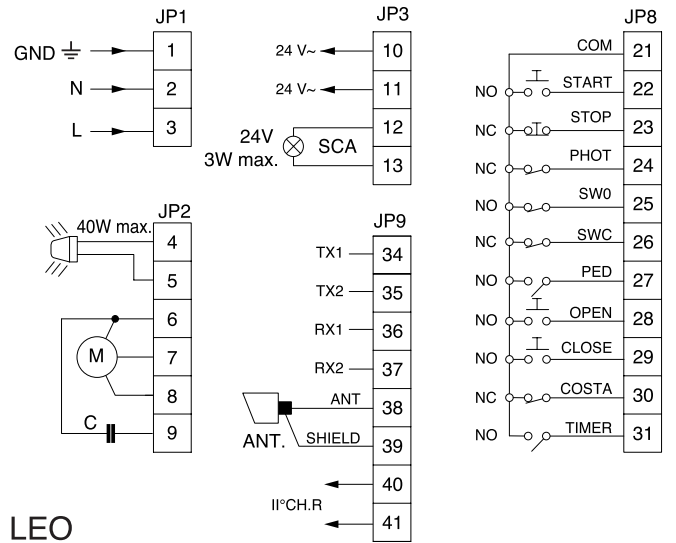 JP1
GND 1
N 2
L 3
JP2
40W max. 4
5
6
M 7
8
C 9
JP3
24 V~ 10
24 V~ 11
24V 12
3W max. SCA
13
JP9
TX1 34
TX2 35
RX1 36
RX2 37
ANT 38
ANT. SHIELD 39
40
II°CH.R
41
JP8
COM 21
NO START 22
NC STOP 23
NC PHOT 24
NO SW0 25
NC SWC 26
NO PED 27
NO OPEN 28
NO CLOSE 29
NC COSTA 30
NO TIMER 31
LEO